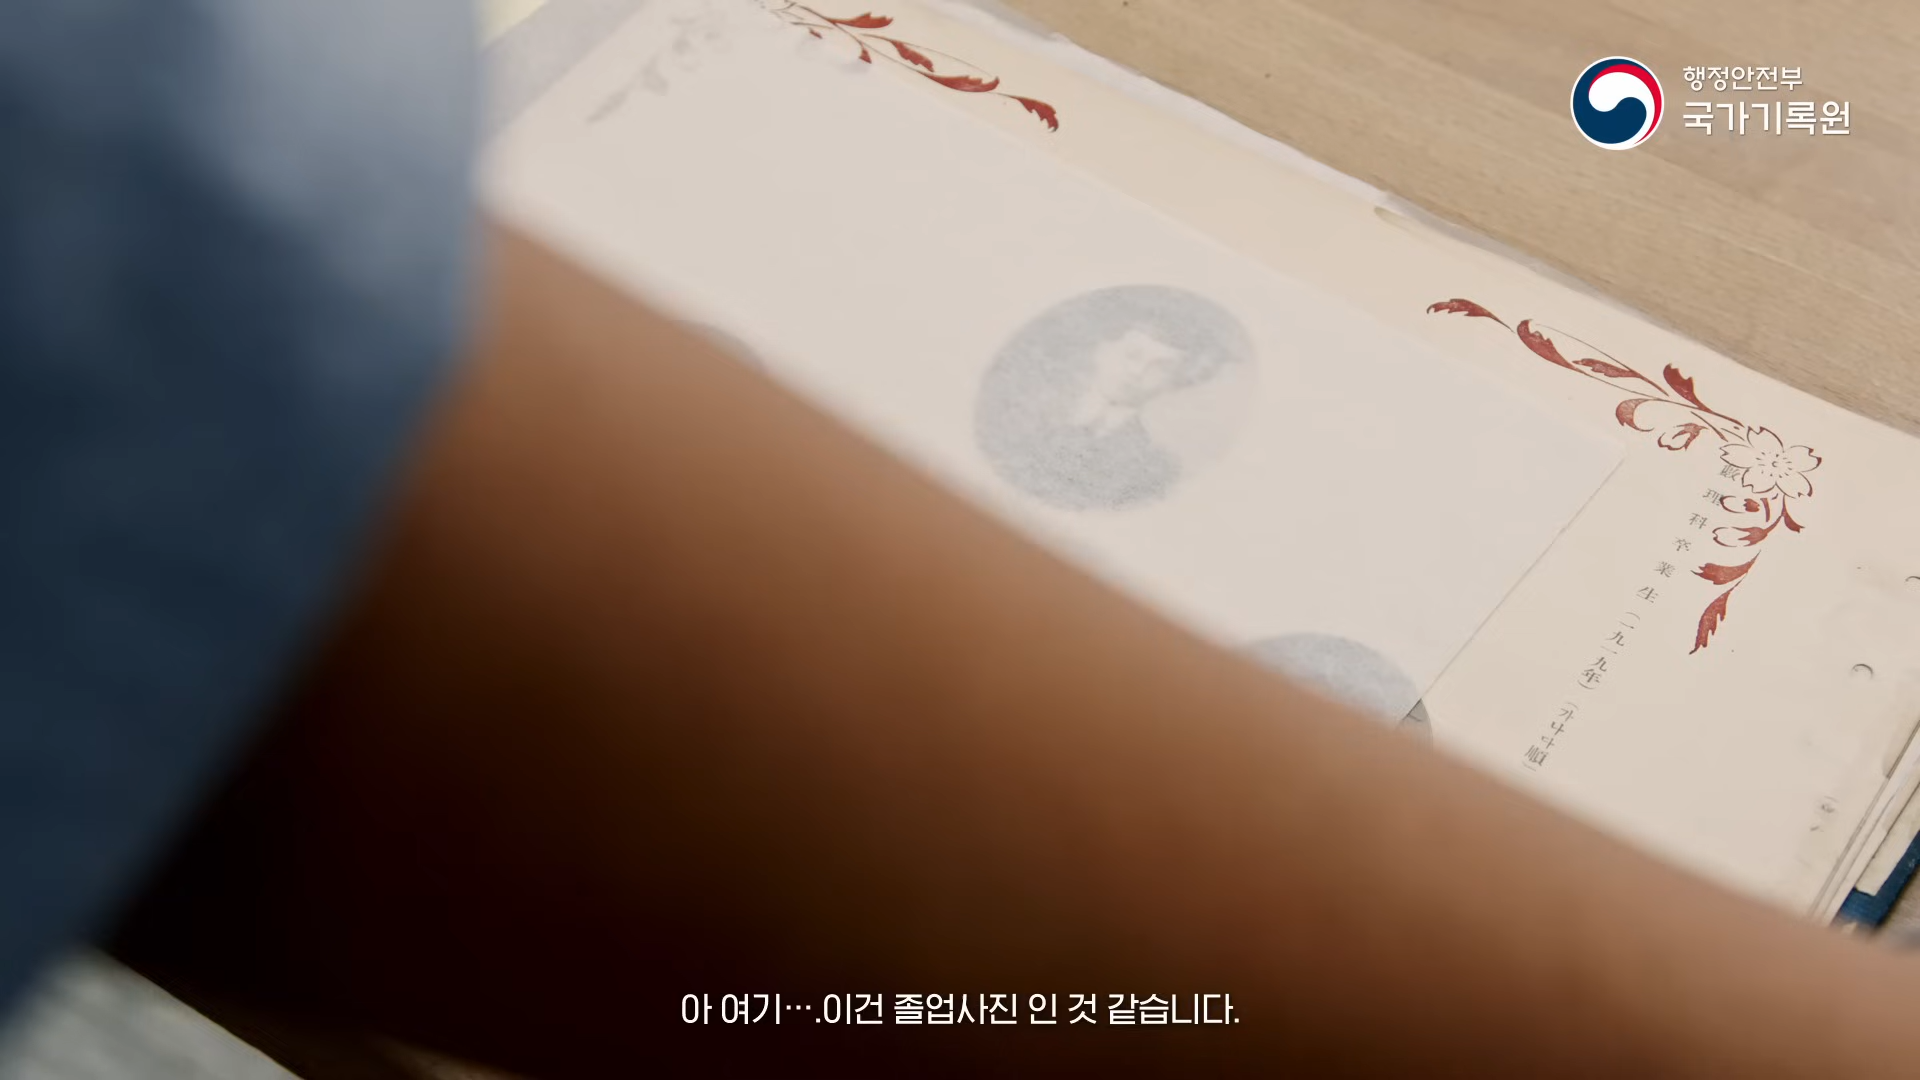 행정안전부
국가기록원
數理科卒業生(一九一九年)(가나다順)
아 여기….이건 졸업사진 인 것 같습니다.